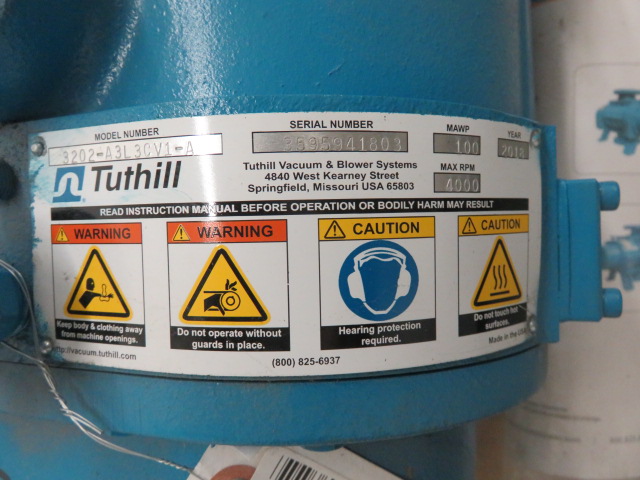 MODEL NUMBER
3202-A3L3CV1-A
SERIAL NUMBER
3595941803
MAWP
100
YEAR
2018
MAX RPM
4000
Tuthill
Tuthill Vacuum & Blower Systems
4840 West Kearney Street
Springfield, Missouri USA 65803
READ INSTRUCTION MANUAL BEFORE OPERATION OR BODILY HARM MAY RESULT
WARNING
Keep body & clothing away
from machine openings.
WARNING
Do not operate without
guards in place.
CAUTION
Hearing protection
required.
CAUTION
Do not touch hot
surfaces.
http://vacuum.tuthill.com
(800) 825-6937
Made in the USA